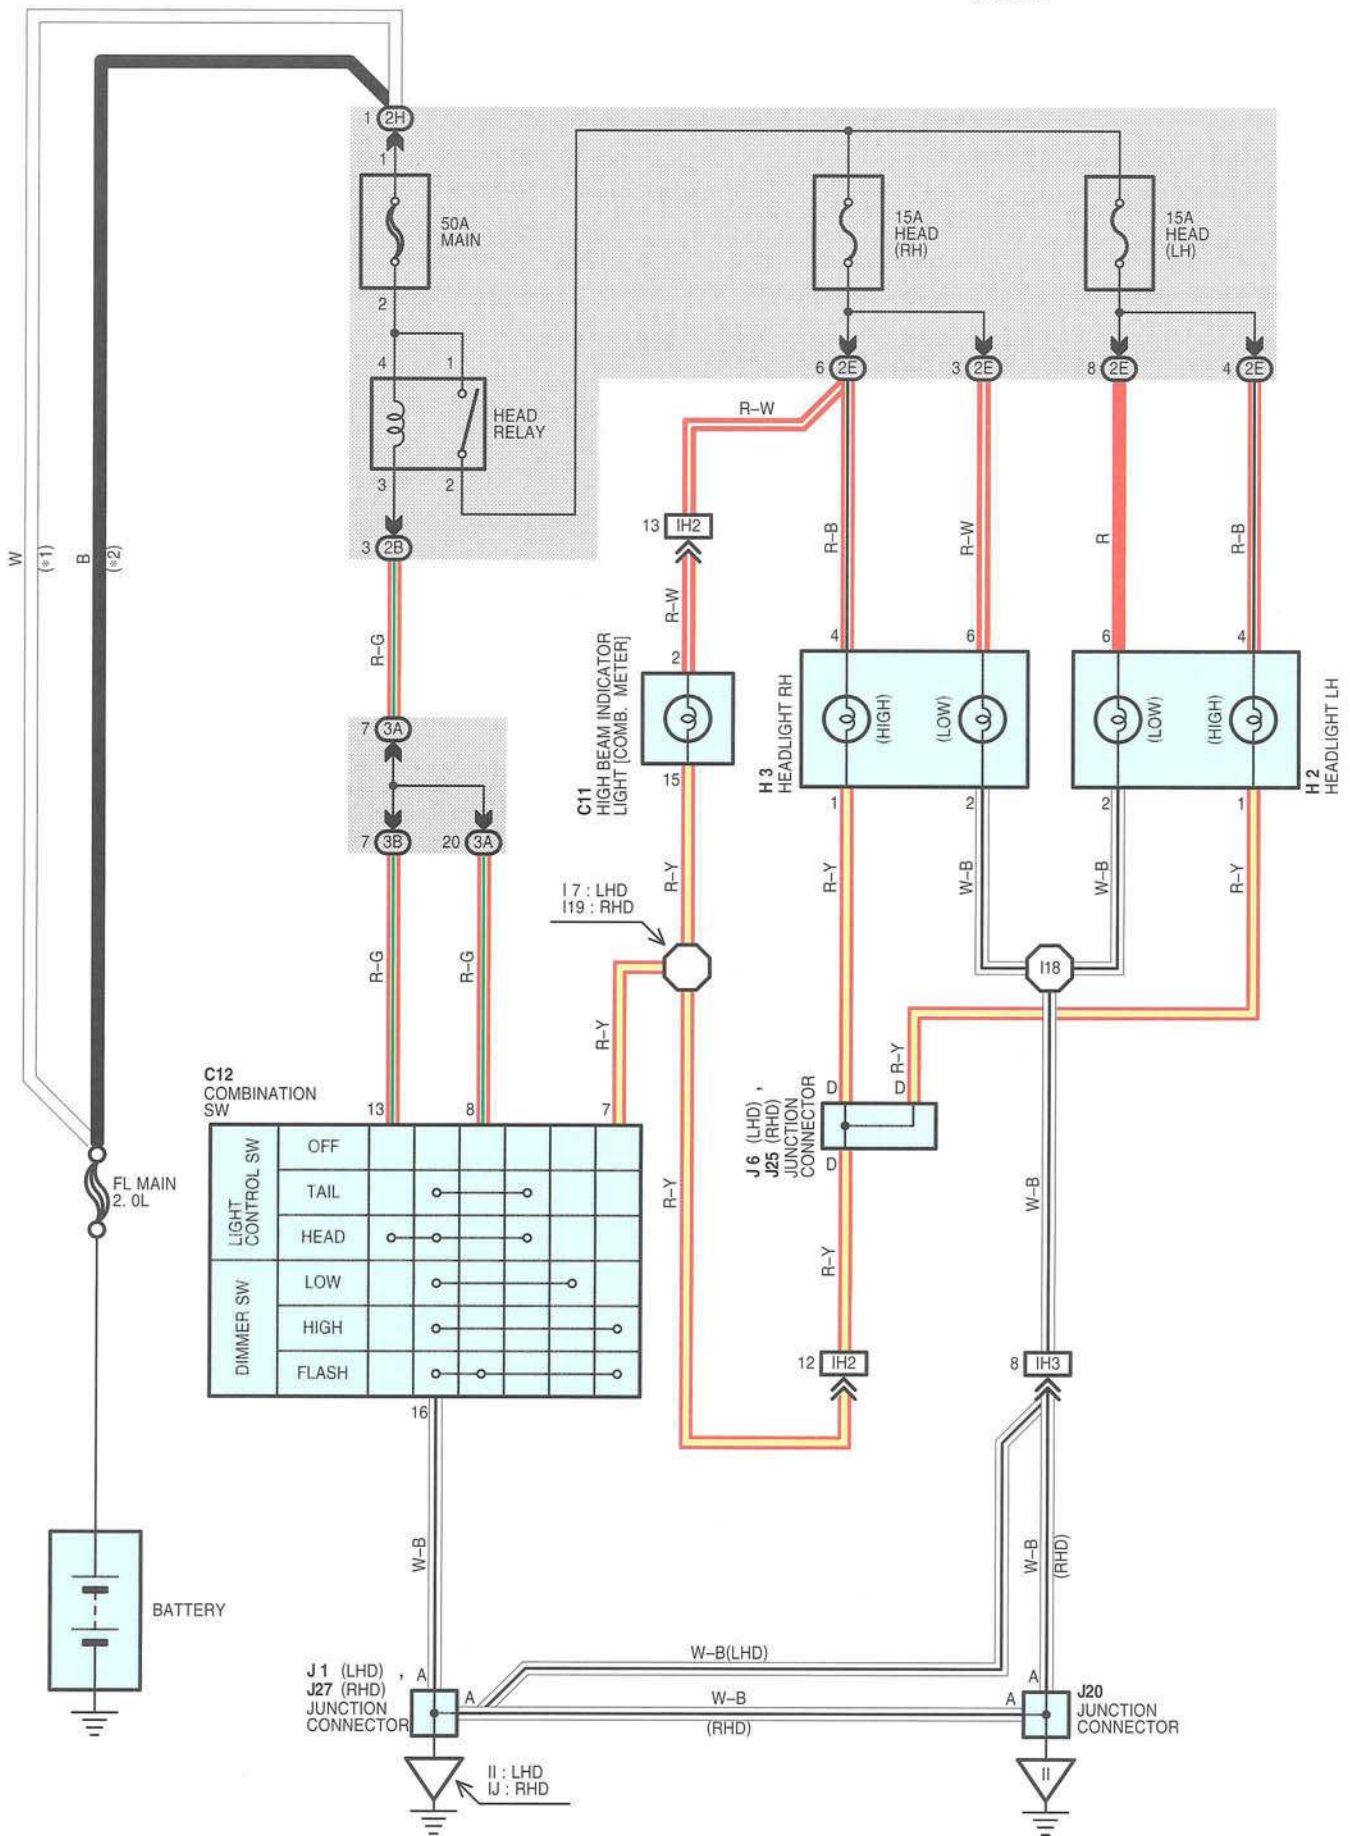 1 2H
1
50A
MAIN
2
4 1
HEAD
RELAY
3 2
3 2B
15A
HEAD
(RH)
15A
HEAD
(LH)
6 2E
3 2E
8 2E
4 2E
W
(*1)
B
(*2)
R-G
7 3A
7 3B
20 3A
R-G
R-G
R-W
13 IH2
R-W
2
C11
HIGH BEAM INDICATOR
LIGHT [COMB. METER]
15
R-Y
R-B
R-W
R
R-B
4
6
6
4
H3
HEADLIGHT RH
(HIGH)
(LOW)
(LOW)
(HIGH)
H2
HEADLIGHT LH
1
2
2
1
R-Y
W-B
W-B
R-Y
I7 : LHD
I19 : RHD
I18
R-Y
R-Y
C12
COMBINATION
SW
13
8
7
LIGHT
CONTROL SW
OFF
TAIL
HEAD
DIMMER SW
LOW
HIGH
FLASH
16
D
D
J6 (LHD) ,
J25 (RHD)
JUNCTION
CONNECTOR
D
R-Y
R-Y
W-B
12 IH2
8 IH3
FL MAIN
2. 0L
BATTERY
W-B
W-B
(RHD)
W-B(LHD)
J1 (LHD) ,
J27 (RHD)
JUNCTION
CONNECTOR
A
A
W-B
(RHD)
A
A
J20
JUNCTION
CONNECTOR
II : LHD
IJ : RHD
II